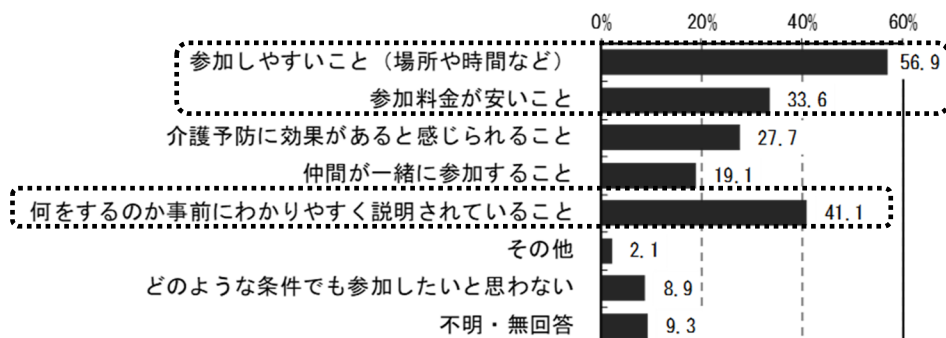 0% 20% 40% 60%
参加しやすいこと（場所や時間など） 56.9
参加料金が安いこと 33.6
介護予防に効果があると感じられること 27.7
仲間が一緒に参加すること 19.1
何をするのか事前にわかりやすく説明されていること 41.1
その他 2.1
どのような条件でも参加したいと思わない 8.9
不明・無回答 9.3